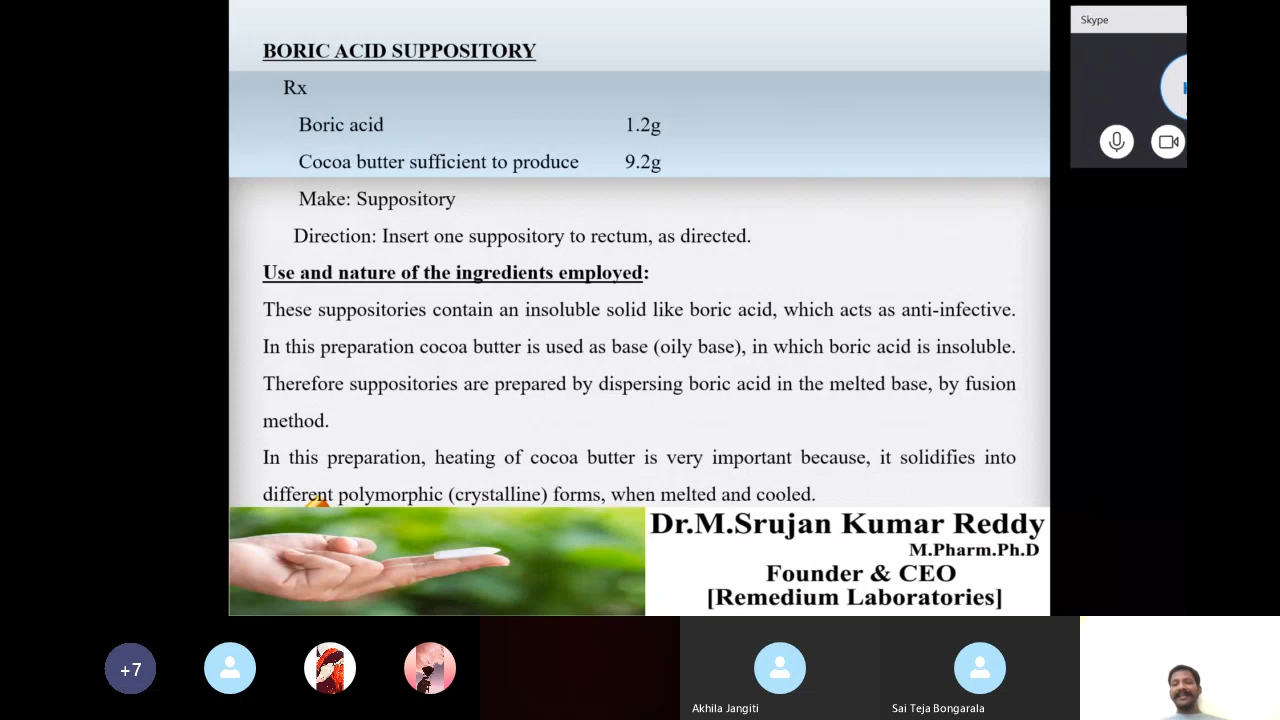 Skype
BORIC ACID SUPPOSITORY
Rx
Boric acid 1.2g
Cocoa butter sufficient to produce 9.2g
Make: Suppository
Direction: Insert one suppository to rectum, as directed.
Use and nature of the ingredients employed:
These suppositories contain an insoluble solid like boric acid, which acts as anti-infective.
In this preparation cocoa butter is used as base (oily base), in which boric acid is insoluble.
Therefore suppositories are prepared by dispersing boric acid in the melted base, by fusion
method.
In this preparation, heating of cocoa butter is very important because, it solidifies into
different polymorphic (crystalline) forms, when melted and cooled.
Dr.M.Srujan Kumar Reddy
M.Pharm.Ph.D
Founder & CEO
[Remedium Laboratories]
+7
Akhila Jangiti
Sai Teja Bongarala